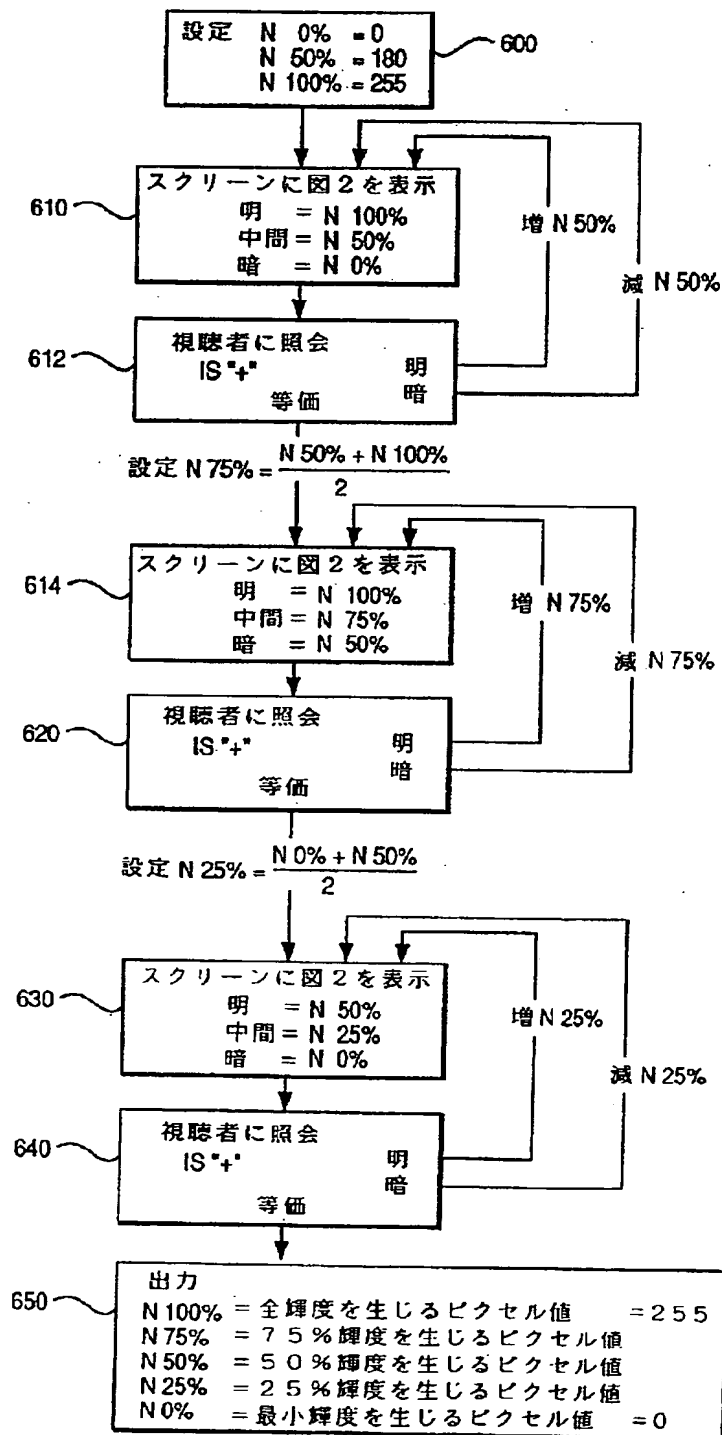 設定 N 0% =0
N 50% =180
N 100% =255
600
スクリーンに図2を表示
610
明 = N 100%
中間 = N 50%
暗 = N 0%
増 N 50%
減 N 50%
視聴者に照会
612
IS "+"
明
暗
等価
設定 N 75% = N 50% + N 100%
2
スクリーンに図2を表示
614
明 = N 100%
中間 = N 75%
暗 = N 50%
増 N 75%
減 N 75%
視聴者に照会
620
IS "+"
明
暗
等価
設定 N 25% = N 0% + N 50%
2
スクリーンに図2を表示
630
明 = N 50%
中間 = N 25%
暗 = N 0%
増 N 25%
減 N 25%
視聴者に照会
640
IS "+"
明
暗
等価
出力
650
N 100% = 全輝度を生じるピクセル値 =255
N 75% = 75%輝度を生じるピクセル値
N 50% = 50%輝度を生じるピクセル値
N 25% = 25%輝度を生じるピクセル値
N 0% = 最小輝度を生じるピクセル値 =0